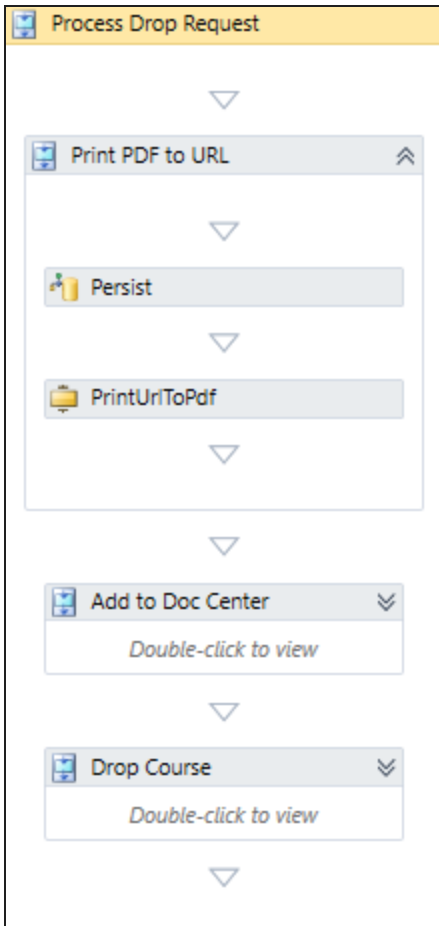 Process Drop Request
Print PDF to URL
Persist
PrintUrlToPdf
Add to Doc Center
Double-click to view
Drop Course
Double-click to view